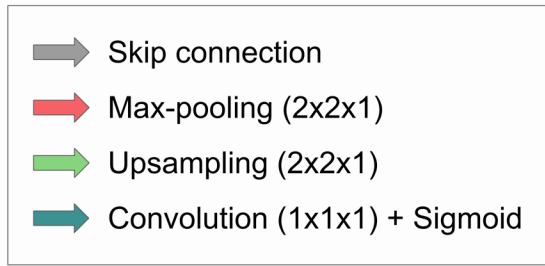 Skip connection
Max-pooling (2x2x1)
Upsampling (2x2x1)
Convolution (1x1x1) + Sigmoid